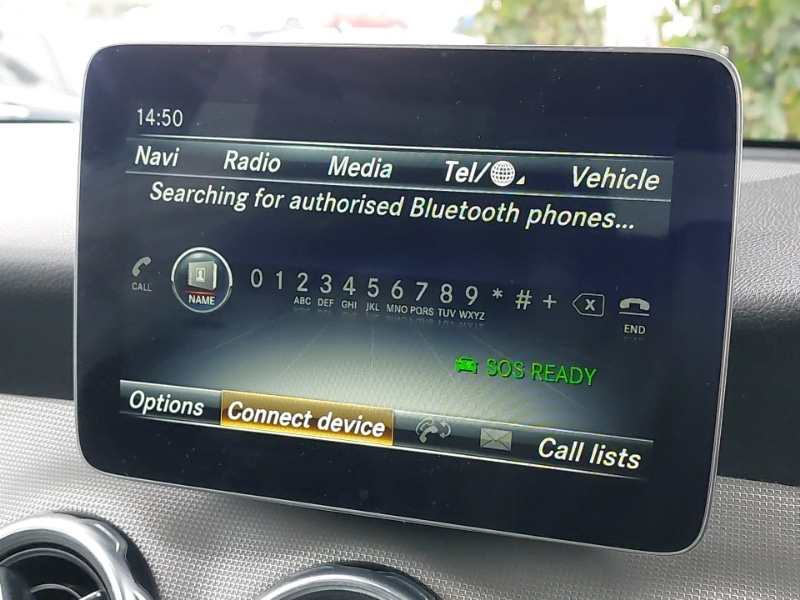 14:50
Navi Radio Media Tel/ Vehicle
Searching for authorised Bluetooth phones...
CALL NAME 0 1 2 3 4 5 6 7 8 9 * # + END
ABC DEF GHI JKL MNO PQRS TUV WXYZ
SOS READY
Options Connect device Call lists